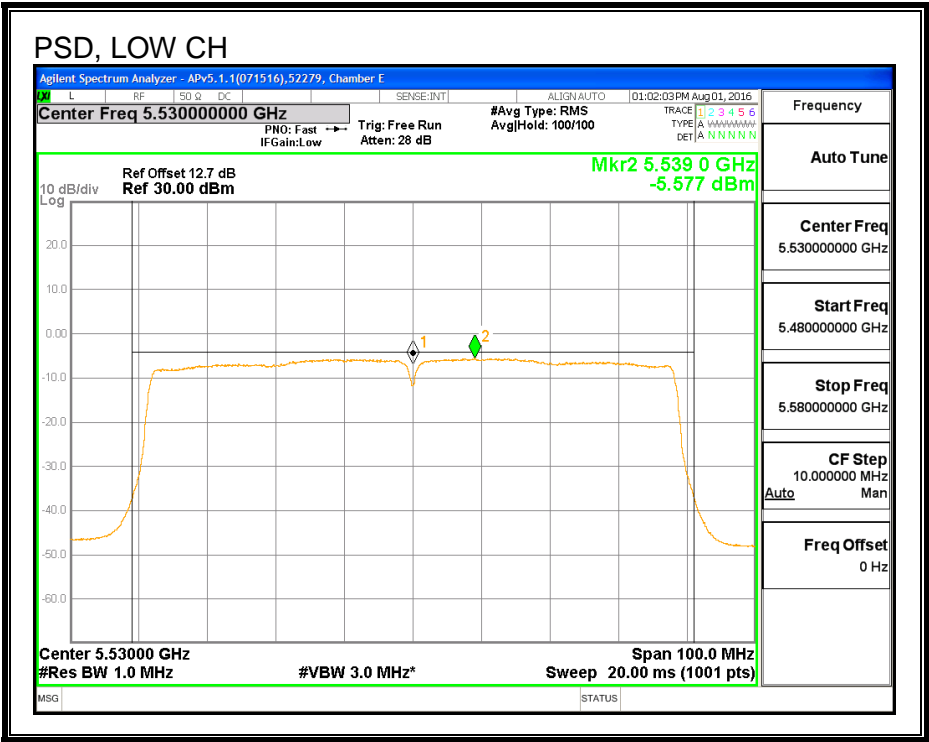 PSD, LOW CH
Agilent Spectrum Analyzer - APv5.1.1(071516),52279, Chamber E
LXI L RF 50 Ω DC SENSE:INT ALIGNAUTO 01:02:03 PM Aug 01, 2016
Center Freq 5.530000000 GHz
PNO: Fast
IFGain:Low
Trig: Free Run
Atten: 28 dB
#Avg Type: RMS
Avg|Hold: 100/100
TRACE 1 2 3 4 5 6
TYPE A WWWWW
DET A N N N N N
Mkr2 5.539 0 GHz
-5.577 dBm
Ref Offset 12.7 dB
10 dB/div Ref 30.00 dBm
Log
20.0
10.0
0.00
-10.0
-20.0
-30.0
-40.0
-50.0
-60.0
1
2
Center 5.53000 GHz Span 100.0 MHz
#Res BW 1.0 MHz #VBW 3.0 MHz* Sweep 20.00 ms (1001 pts)
MSG STATUS
Frequency
Auto Tune
Center Freq
5.530000000 GHz
Start Freq
5.480000000 GHz
Stop Freq
5.580000000 GHz
CF Step
10.000000 MHz
Auto Man
Freq Offset
0 Hz